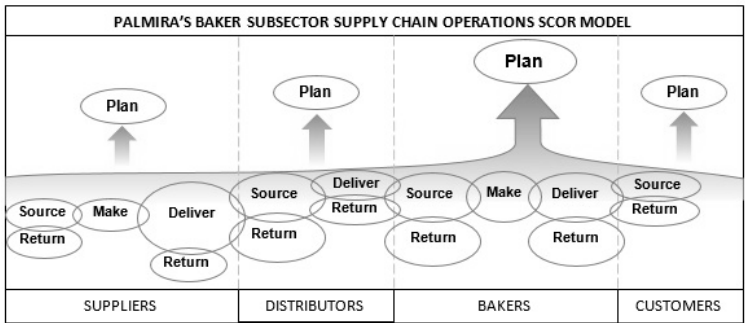 PALMIRA'S BAKER SUBSECTOR SUPPLY CHAIN OPERATIONS SCOR MODEL
Plan
Plan
Plan
Plan
Source
Make
Deliver
Return
Return
Source
Deliver
Return
Return
Source
Make
Deliver
Return
Return
Source
Return
SUPPLIERS
DISTRIBUTORS
BAKERS
CUSTOMERS